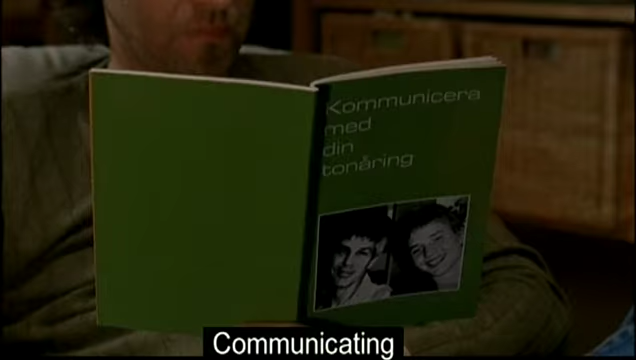 Kommunicera
med
din
tonåring
Communicating